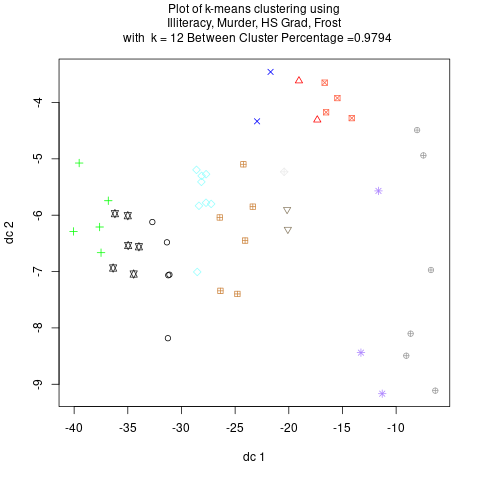 Plot of k-means clustering using
Illiteracy, Murder, HS Grad, Frost
with k = 12 Between Cluster Percentage =0.9794
dc 2
-4
-5
-6
-7
-8
-9
-40
-35
-30
-25
-20
-15
-10
dc 1